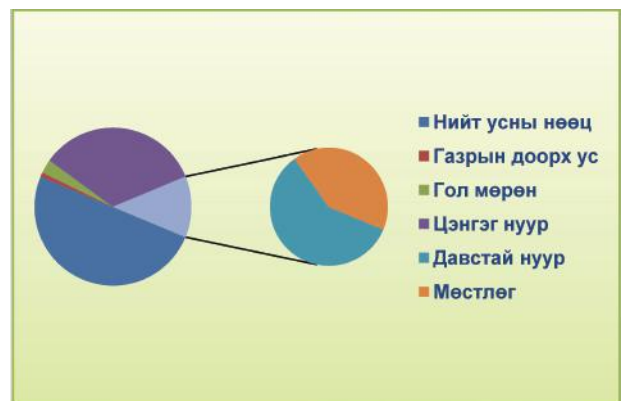 Нийт усны нөөц
Газрын доорх ус
Гол мөрөн
Цэнгэг нуур
Давстай нуур
Мөстлөг